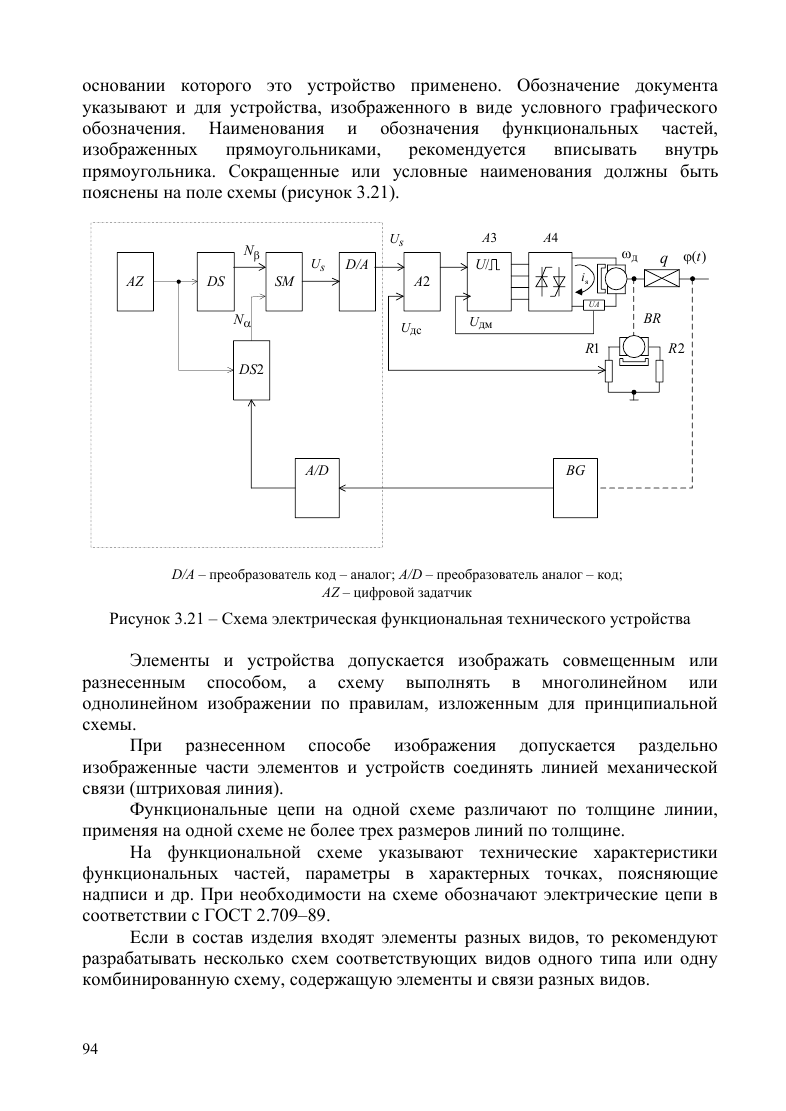 основании которого это устройство применено. Обозначение документа
указывают и для устройства, изображенного в виде условного графического
обозначения. Наименования и обозначения функциональных частей,
изображенных прямоугольниками, рекомендуется вписывать внутрь
прямоугольника. Сокращенные или условные наименования должны быть
пояснены на поле схемы (рисунок 3.21).
Us A3 A4
Nβ Us D/A U/ ωд q φ(t)
AZ DS SM A2 iя
UA
Nα Uдс Uдм BR
R1 R2
DS2
A/D BG
D/A – преобразователь код – аналог; A/D – преобразователь аналог – код;
AZ – цифровой задатчик
Рисунок 3.21 – Схема электрическая функциональная технического устройства
Элементы и устройства допускается изображать совмещенным или
разнесенным способом, а схему выполнять в многолинейном или
однолинейном изображении по правилам, изложенным для принципиальной
схемы.
При разнесенном способе изображения допускается раздельно
изображенные части элементов и устройств соединять линией механической
связи (штриховая линия).
Функциональные цепи на одной схеме различают по толщине линии,
применяя на одной схеме не более трех размеров линий по толщине.
На функциональной схеме указывают технические характеристики
функциональных частей, параметры в характерных точках, поясняющие
надписи и др. При необходимости на схеме обозначают электрические цепи в
соответствии с ГОСТ 2.709–89.
Если в состав изделия входят элементы разных видов, то рекомендуют
разрабатывать несколько схем соответствующих видов одного типа или одну
комбинированную схему, содержащую элементы и связи разных видов.
94